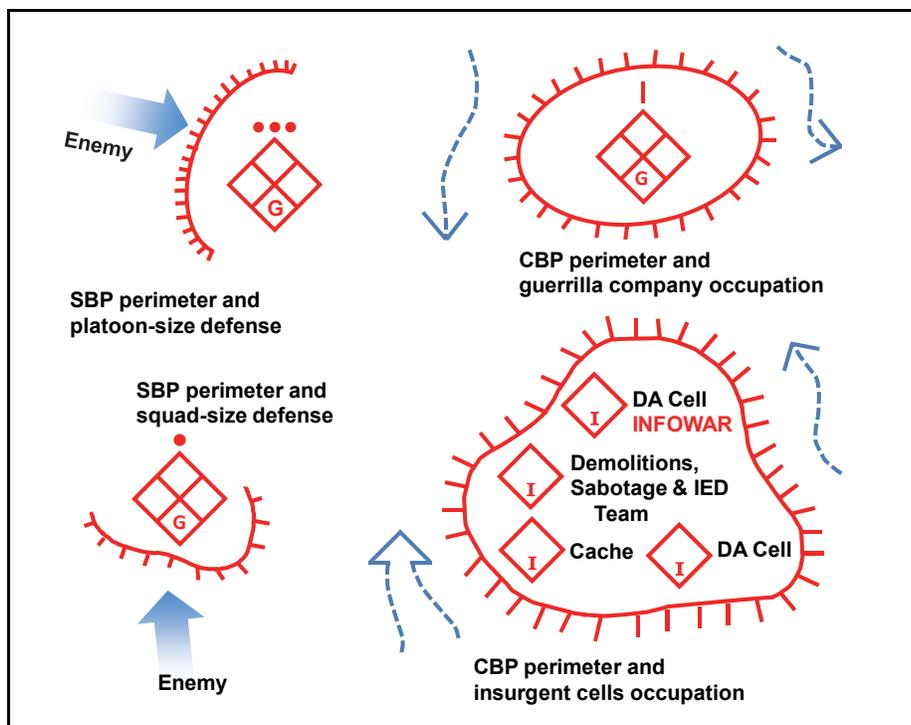 Enemy
G
SBP perimeter and
platoon-size defense
I
G
CBP perimeter and
guerrilla company occupation
SBP perimeter and
squad-size defense
G
Enemy
I
DA Cell
INFOWAR
I
Demolitions,
Sabotage & IED
Team
I
Cache
I
DA Cell
CBP perimeter and
insurgent cells occupation